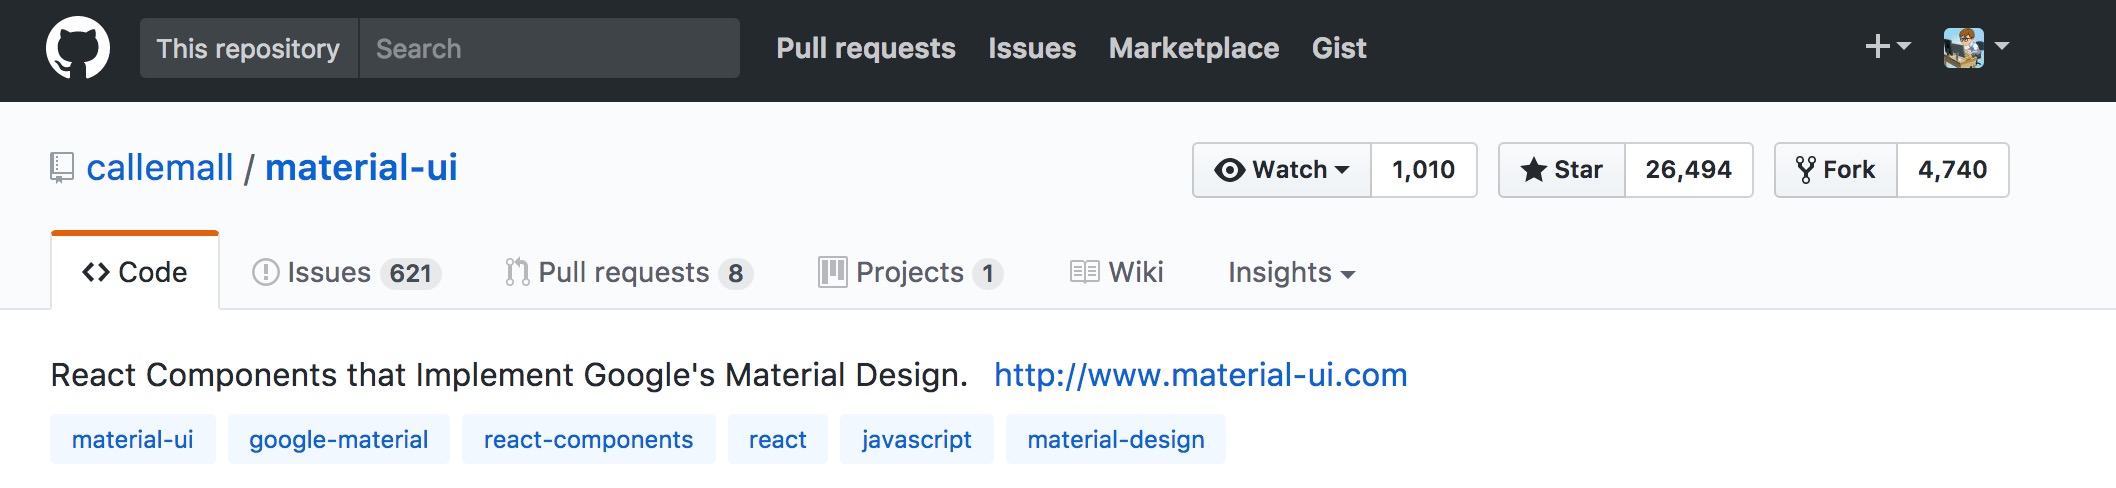 This repository Search Pull requests Issues Marketplace Gist
callemall / material-ui Watch 1,010 Star 26,494 Fork 4,740
Code Issues 621 Pull requests 8 Projects 1 Wiki Insights
React Components that Implement Google's Material Design. http://www.material-ui.com
material-ui google-material react-components react javascript material-design